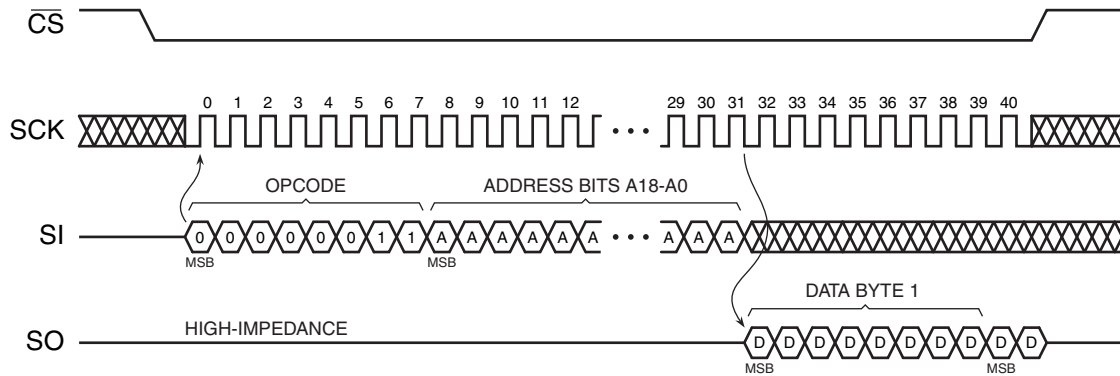 CS
0 1 2 3 4 5 6 7 8 9 10 11 12 29 30 31 32 33 34 35 36 37 38 39 40
SCK • • •
OPCODE ADDRESS BITS A18-A0
SI 0 0 0 0 0 0 1 1 A A A A A A • • • A A A
MSB MSB
DATA BYTE 1
HIGH-IMPEDANCE
SO D D D D D D D D D D
MSB MSB